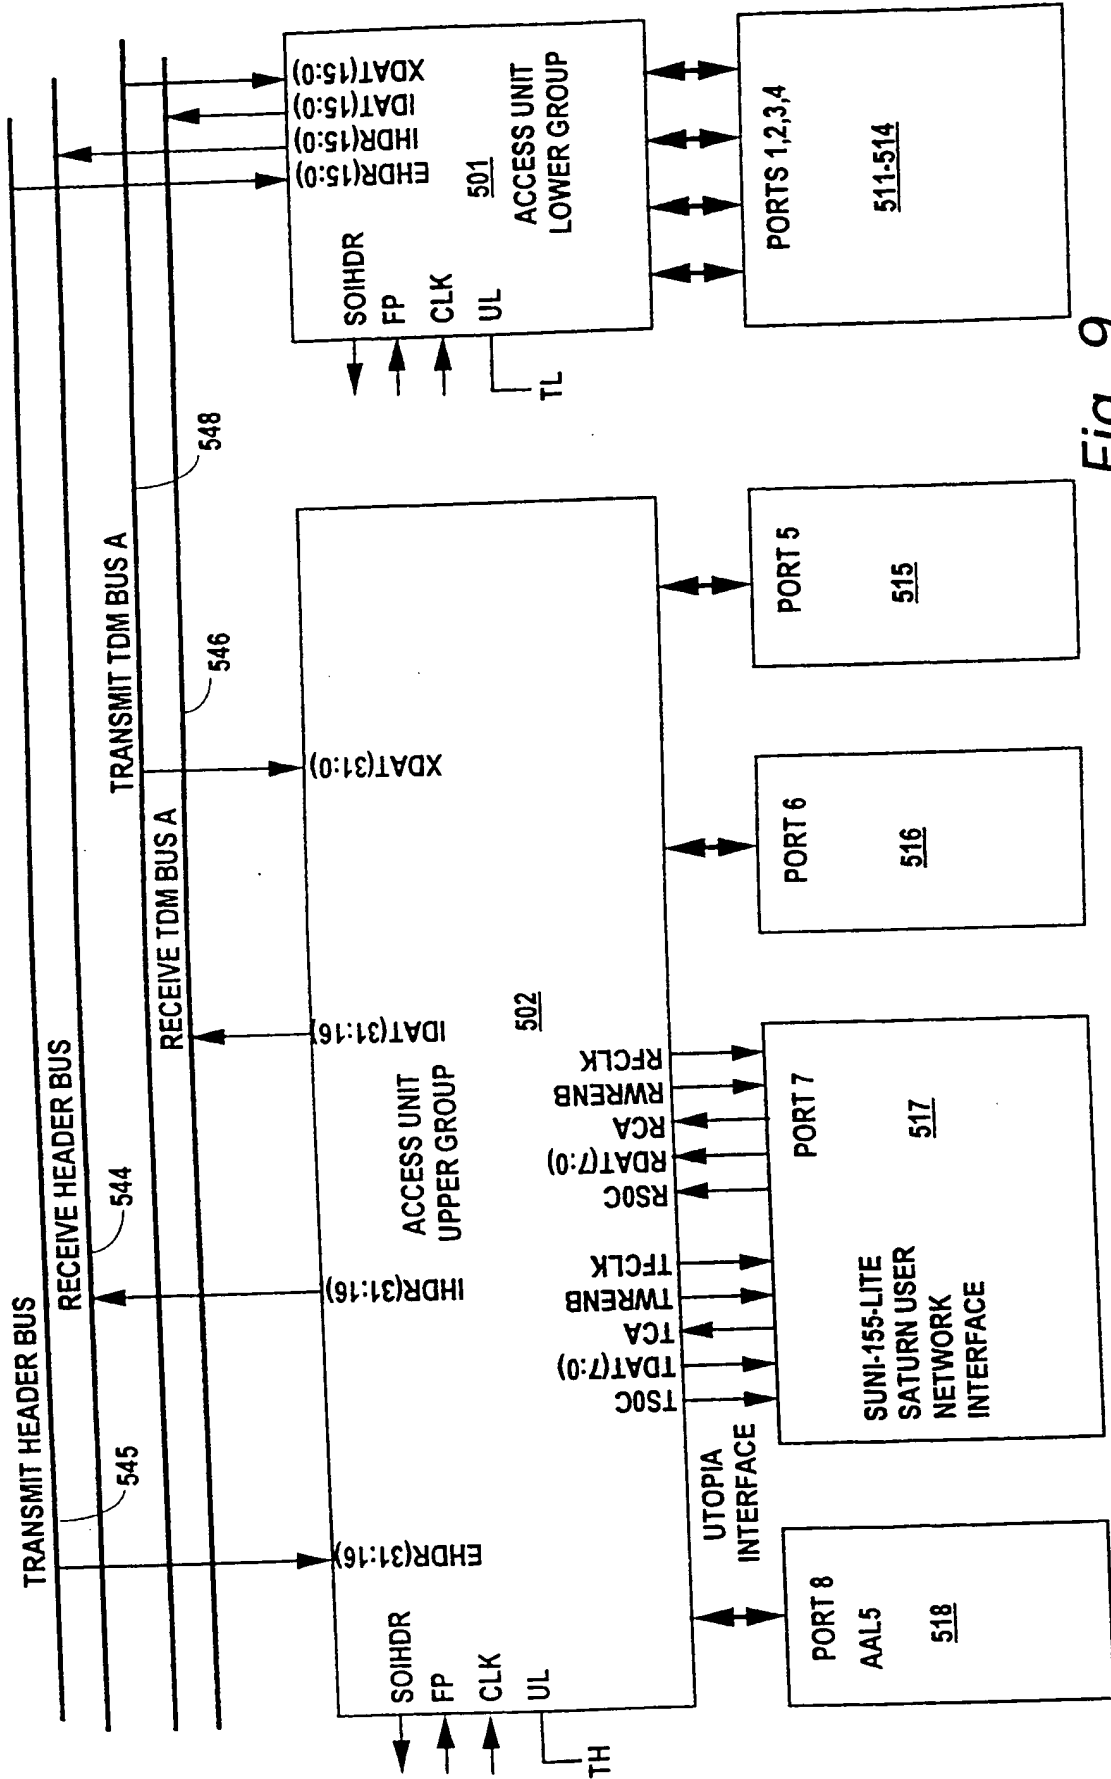 TRANSMIT HEADER BUS
545
RECEIVE HEADER BUS
544
TRANSMIT TDM BUS A
548
RECEIVE TDM BUS A
546
EHDR(31:16)
IHDR(31:16)
IDAT(31:16)
XDAT(31:0)
SOIHDR
FP
CLK
UL
TH
ACCESS UNIT
UPPER GROUP
502
EHDR(15:0)
IHDR(15:0)
IDAT(15:0)
XDAT(15:0)
SOIHDR
FP
CLK
UL
TL
501
ACCESS UNIT
LOWER GROUP
UTOPIA
INTERFACE
TS0C
TDAT(7:0)
TCA
TWRENB
TFCLK
RS0C
RDAT(7:0)
RCA
RWRENB
RFCLK
PORT 8
AAL5
518
PORT 7
517
SUNI-155-LITE
SATURN USER
NETWORK
INTERFACE
PORT 6
516
PORT 5
515
PORTS 1,2,3,4
511-514
Fig. 9